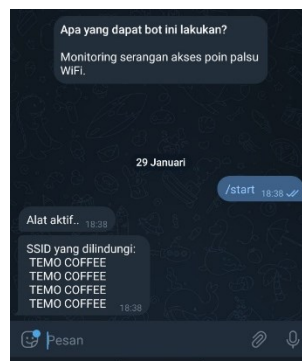 Apa yang dapat bot ini lakukan?
Monitoring serangan akses poin palsu
WiFi.
29 Januari
/start 18:38
Alat aktif.. 18:38
SSID yang dilindungi:
TEMO COFFEE
TEMO COFFEE
TEMO COFFEE
TEMO COFFEE 18:38
Pesan